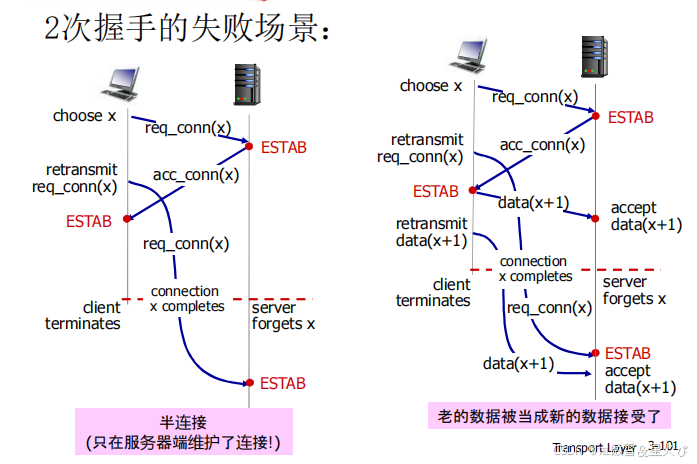 2次握手的失败场景：
choose x
req_conn(x)
ESTAB
retransmit
req_conn(x)
acc_conn(x)
ESTAB
req_conn(x)
connection
x completes
client
terminates
server
forgets x
ESTAB
半连接
(只在服务器端维护了连接!)
choose x
req_conn(x)
ESTAB
retransmit
req_conn(x)
acc_conn(x)
ESTAB
data(x+1)
accept
data(x+1)
retransmit
data(x+1)
connection
x completes
client
terminates
req_conn(x)
server
forgets x
ESTAB
data(x+1)
accept
data(x+1)
老的数据被当成新的数据接受了
Transport Layer 3-101